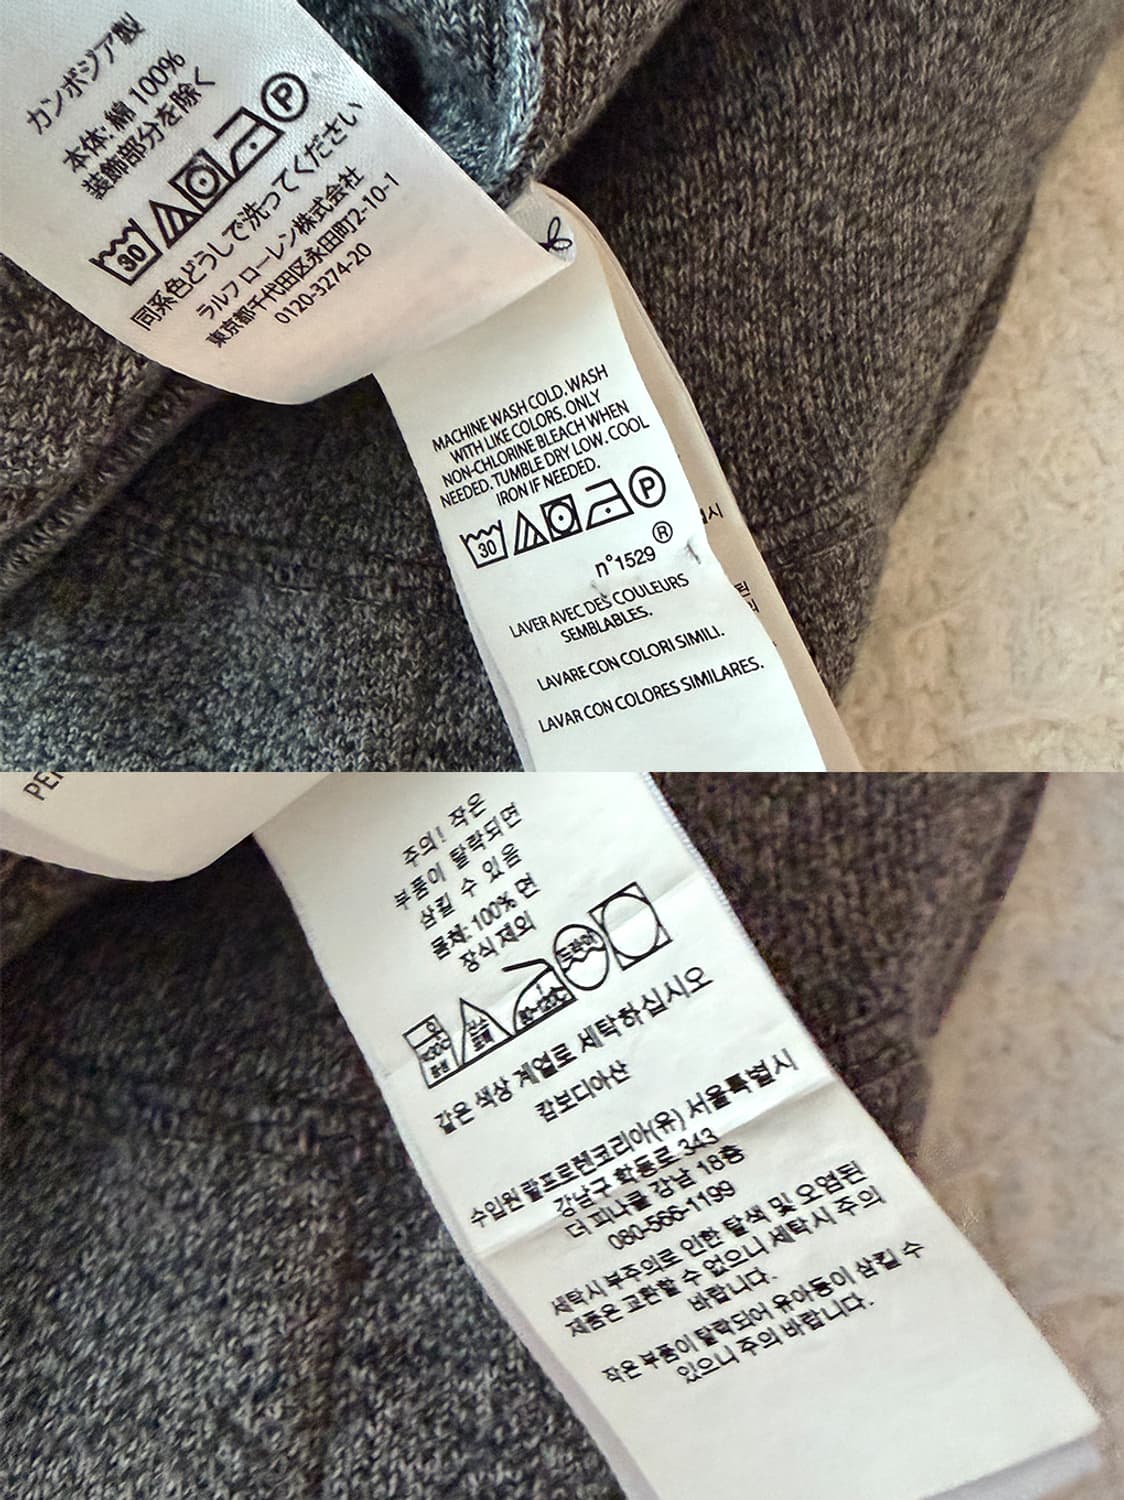 カンボジア製
本体: 綿 100%
装飾部分を除く
30 P
同系色どうしで洗ってください
ラルフ ローレン株式会社
東京都千代田区永田町2-10-1
0120-3274-20
MACHINE WASH COLD. WASH
WITH LIKE COLORS. ONLY
NON-CHLORINE BLEACH WHEN
NEEDED. TUMBLE DRY LOW. COOL
IRON IF NEEDED.
30 P
n°1529 ®
LAVER AVEC DES COULEURS
SEMBLABLES.
LAVARE CON COLORI SIMILI.
LAVAR CON COLORES SIMILARES.
주의! 작은
부품이 탈락되면
삼킬 수 있음
몸체: 100% 면
장식 제외
80~120℃ 드라이
같은 색상 계열로 세탁하십시오
캄보디아산
수입원 랄프로렌코리아(유) 서울특별시
강남구 학동로 343
더 피나클 강남 18층
080-566-1199
세탁시 부주의로 인한 탈색 및 오염된
제품은 교환할 수 없으니 세탁시 주의
바랍니다.
작은 부품이 탈락되어 유아동이 삼킬 수
있으니 주의 바랍니다.